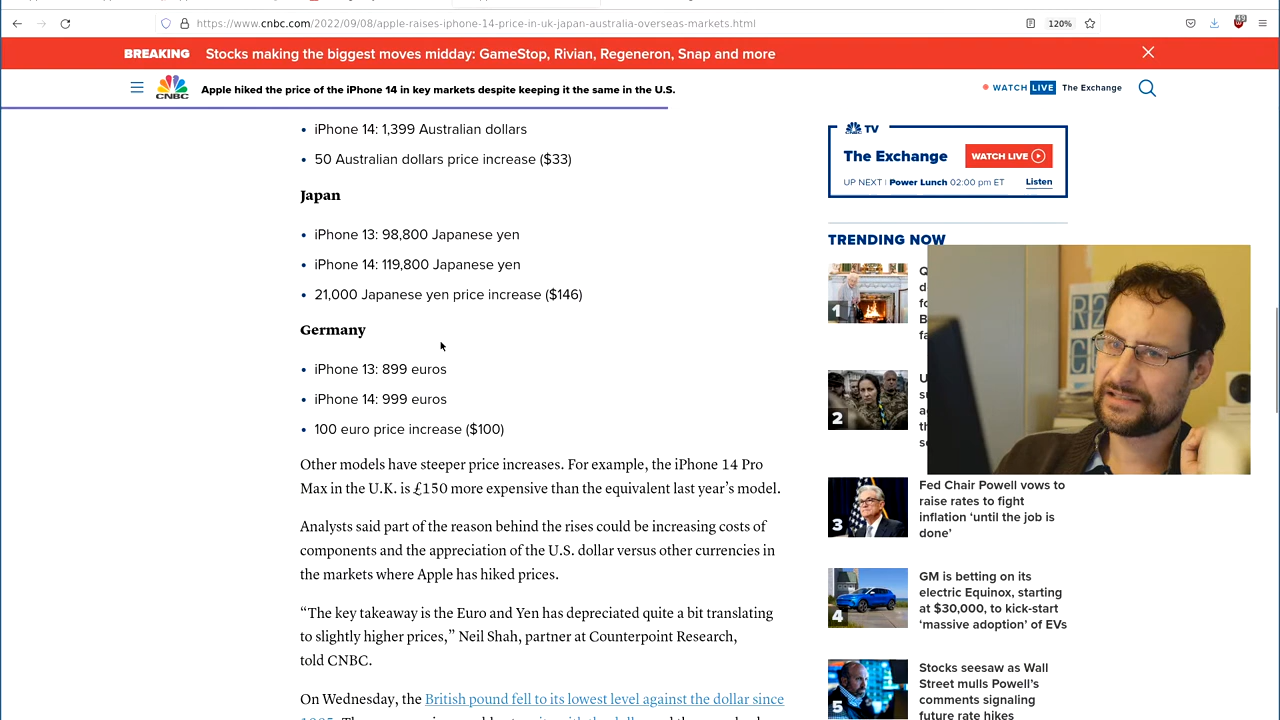 https://www.cnbc.com/2022/09/08/apple-raises-iphone-14-price-in-uk-japan-australia-overseas-markets.html
120%
BREAKING Stocks making the biggest moves midday: GameStop, Rivian, Regeneron, Snap and more
CNBC
Apple hiked the price of the iPhone 14 in key markets despite keeping it the same in the U.S.
WATCH LIVE The Exchange
• iPhone 14: 1,399 Australian dollars
• 50 Australian dollars price increase ($33)
Japan
• iPhone 13: 98,800 Japanese yen
• iPhone 14: 119,800 Japanese yen
• 21,000 Japanese yen price increase ($146)
Germany
• iPhone 13: 899 euros
• iPhone 14: 999 euros
• 100 euro price increase ($100)
Other models have steeper price increases. For example, the iPhone 14 Pro
Max in the U.K. is £150 more expensive than the equivalent last year’s model.
Analysts said part of the reason behind the rises could be increasing costs of
components and the appreciation of the U.S. dollar versus other currencies in
the markets where Apple has hiked prices.
“The key takeaway is the Euro and Yen has depreciated quite a bit translating
to slightly higher prices,” Neil Shah, partner at Counterpoint Research,
told CNBC.
On Wednesday, the British pound fell to its lowest level against the dollar since
TV
The Exchange
WATCH LIVE
UP NEXT | Power Lunch 02:00 pm ET
Listen
TRENDING NOW
1
2
3
Fed Chair Powell vows to
raise rates to fight
inflation ‘until the job is
done’
4
GM is betting on its
electric Equinox, starting
at $30,000, to kick-start
‘massive adoption’ of EVs
5
Stocks seesaw as Wall
Street mulls Powell’s
comments signaling
future rate hikes